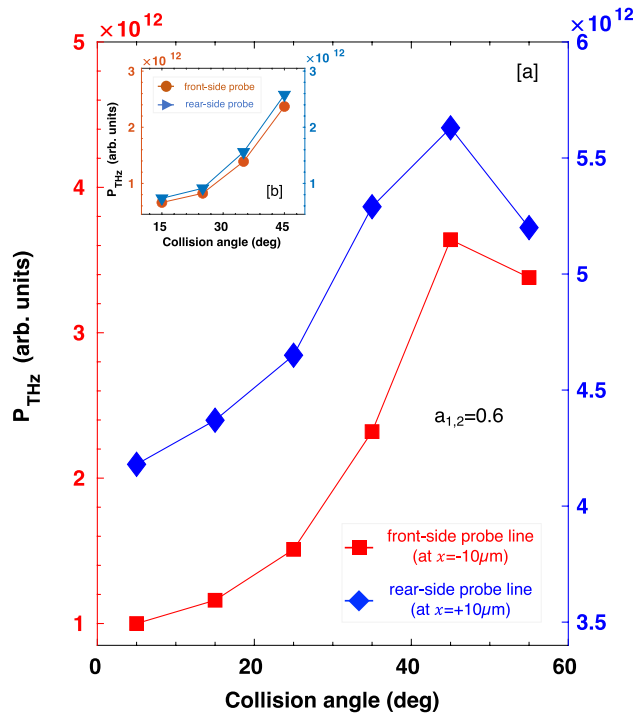 ×10¹²
×10¹²
5
4
3
2
1
6
5.5
5
4.5
4
3.5
P_THz (arb. units)
0
20
40
60
Collision angle (deg)
[a]
a_1,2=0.6
front-side probe line
(at x=-10μm)
rear-side probe line
(at x=+10μm)
×10¹²
×10¹²
3
2
1
3
2
1
P_THz (arb. units)
front-side probe
rear-side probe
[b]
15
30
45
Collision angle (deg)